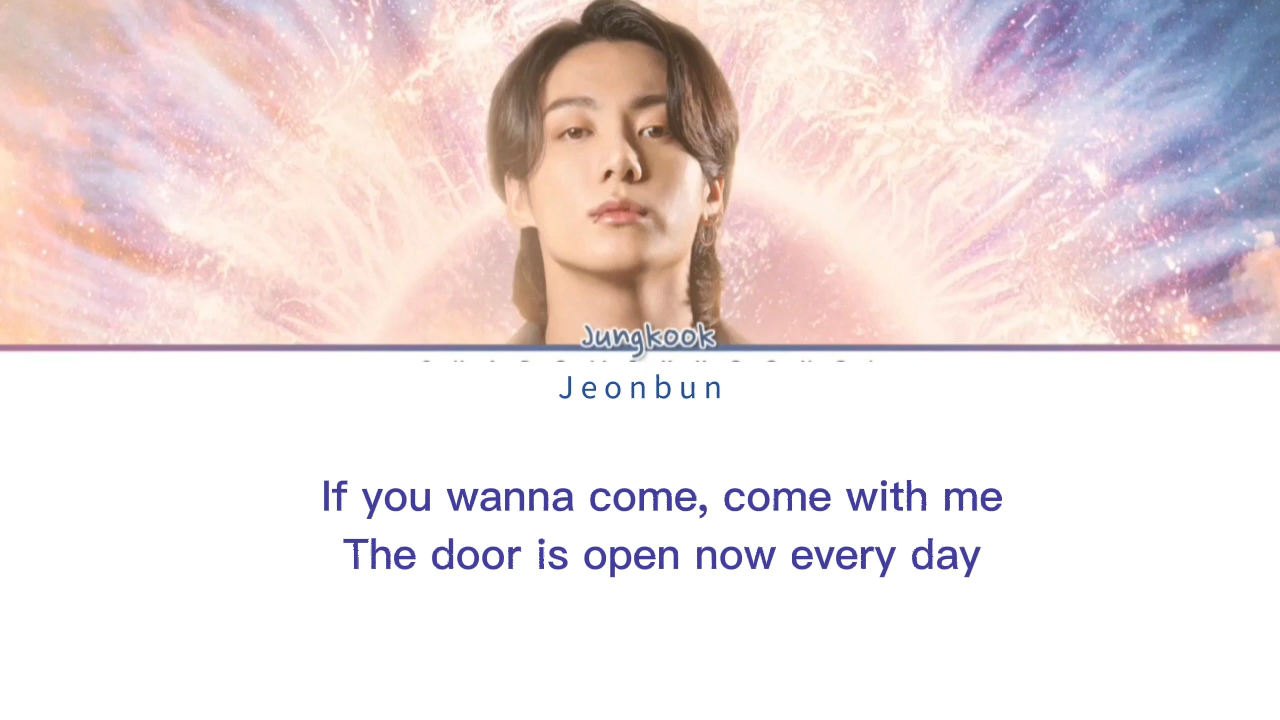 Jungkook
Jeonbun
If you wanna come, come with me
The door is open now every day